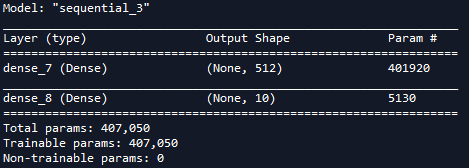 Model: "sequential_3"
_________________________________________________________________
Layer (type)                 Output Shape              Param #
=================================================================
dense_7 (Dense)              (None, 512)               401920
_________________________________________________________________
dense_8 (Dense)              (None, 10)                5130
=================================================================
Total params: 407,050
Trainable params: 407,050
Non-trainable params: 0